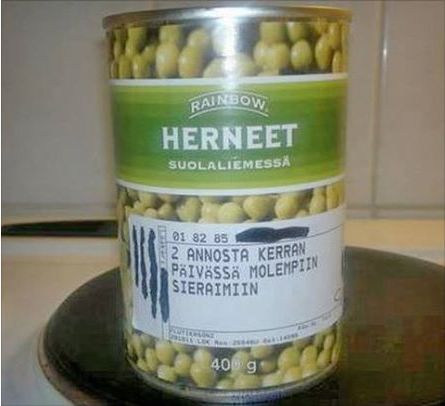 RAINBOW
HERNEET
SUOLALIEMESSÄ
01 82 85
2 ANNOSTA KERRAN
PÄIVÄSSÄ MOLEMPIIN
SIERAIMIIN
400 g